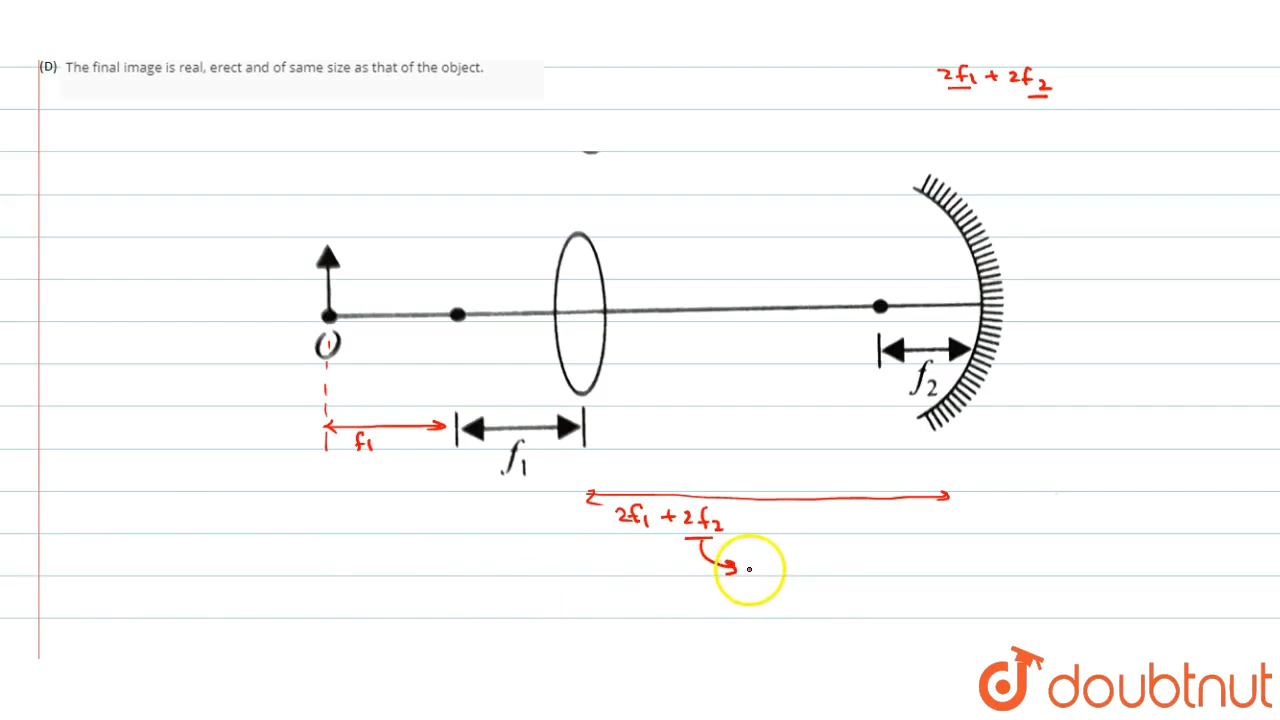 (D) The final image is real, erect and of same size as that of the object.
2f₁ + 2f₂
O
f₂
f₁
f₁
2f₁ + 2f₂
doubtnut